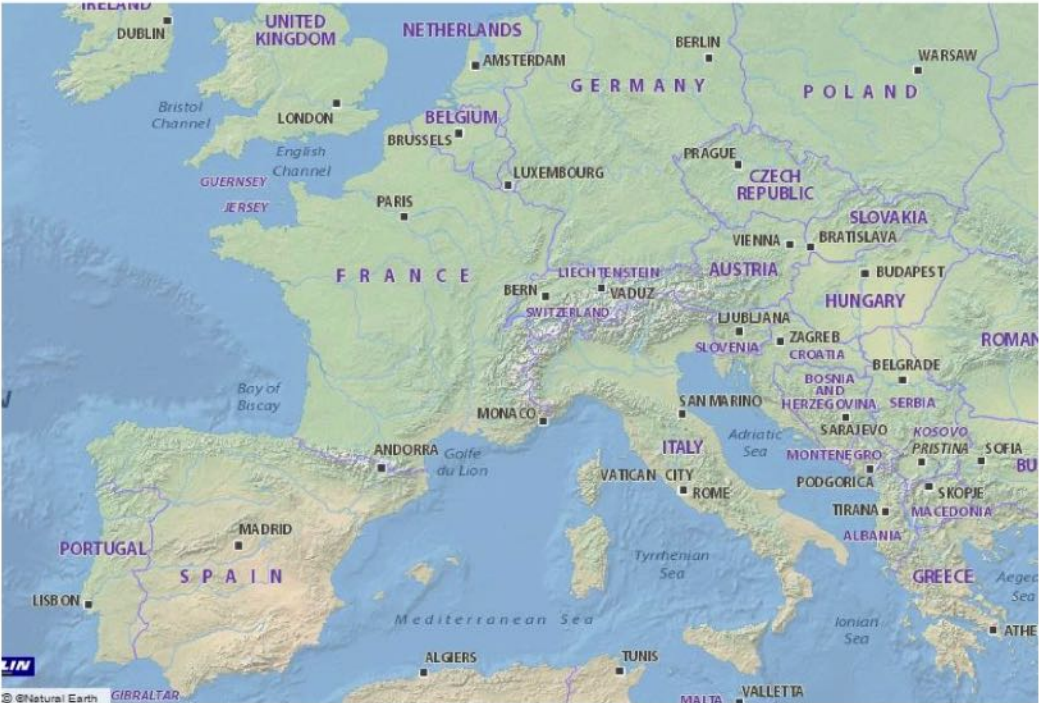 IRELAND
DUBLIN
UNITED
KINGDOM
NETHERLANDS
AMSTERDAM
BERLIN
WARSAW
GERMANY
POLAND
Bristol
Channel
LONDON
BELGIUM
BRUSSELS
English
Channel
LUXEMBOURG
PRAGUE
CZECH
REPUBLIC
GUERNSEY
JERSEY
PARIS
SLOVAKIA
VIENNA
BRATISLAVA
FRANCE
LIECHTENSTEIN
AUSTRIA
BUDAPEST
BERN
VADUZ
SWITZERLAND
HUNGARY
LJUBLJANA
SLOVENIA
ZAGREB
CROATIA
ROMAN
BELGRADE
Bay of
Biscay
BOSNIA
AND
HERZEGOVINA
SERBIA
MONACO
SAN MARINO
SARAJEVO
ANDORRA
Golfe
du Lion
ITALY
Adriatic
Sea
MONTENEGRO
KOSOVO
PRISTINA
SOFIA
BU
VATICAN CITY
ROME
PODGORICA
SKOPJE
TIRANA
MACEDONIA
MADRID
ALBANIA
PORTUGAL
SPAIN
Tyrrhenian
Sea
GREECE
Aegea
Sea
LISBON
Mediterranean Sea
Ionian
Sea
ATHE
LIN
ALGIERS
TUNIS
© ©Natural Earth
GIBRALTAR
MALTA
VALLETTA